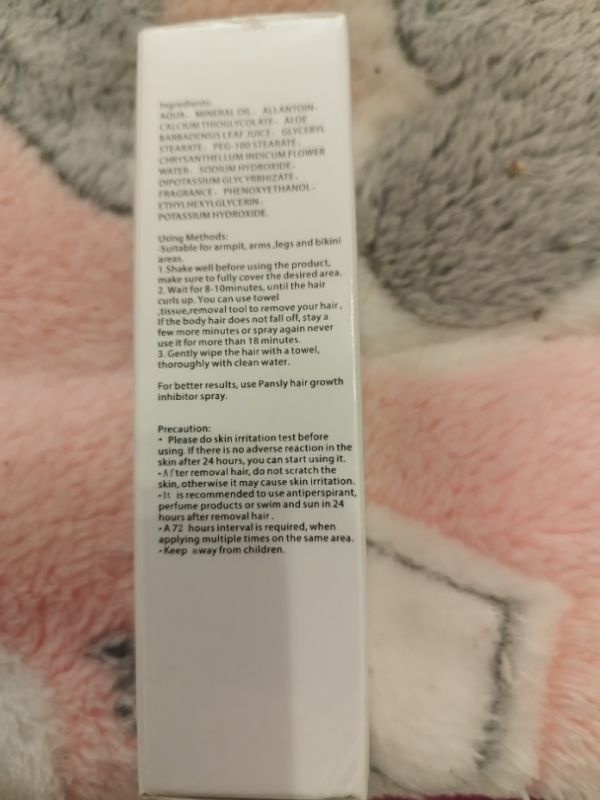 Ingredients:
AQUA、MINERAL OIL、ALLANTOIN、
CALCIUM THIOGLYCOLATE、ALOE
BARBADENSIS LEAF JUICE、GLYCERYL
STEARATE、PEG-100 STEARATE、
CHRYSANTHELLUM INDICUM FLOWER
WATER、SODIUM HYDROXIDE、
DIPOTASSIUM GLYCYRRHIZATE、
FRAGRANCE、PHENOXYETHANOL、
ETHYLHEXYLGLYCERIN、
POTASSIUM HYDROXIDE.
Using Methods:
·Suitable for armpit, arms ,legs and bikini
areas.
1.Shake well before using the product,
make sure to fully cover the desired area.
2. Wait for 8-10minutes, until the hair
curls up. You can use towel
,tissue,removal tool to remove your hair .
If the body hair does not fall off, stay a
few more minutes or spray again never
use it for more than 18 minutes.
3. Gently wipe the hair with a towel,
thoroughly with clean water.
For better results, use Pansly hair growth
inhibitor spray.
Precaution:
• Please do skin irritation test before
using. If there is no adverse reaction in the
skin after 24 hours, you can start using it.
• After removal hair, do not scratch the
skin, otherwise it may cause skin irritation.
• It is recommended to use antiperspirant,
perfume products or swim and sun in 24
hours after removal hair .
• A 72 hours interval is required, when
applying multiple times on the same area.
• Keep away from children.